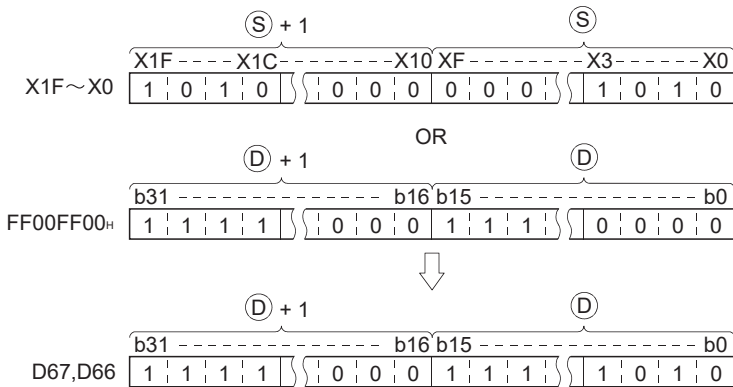 Ⓢ + 1 Ⓢ
X1F - - - - X1C - - - - - - - - - X10 XF - - - - - - - - X3 - - - - - - X0
X1F～X0 1 0 1 0 0 0 0 0 0 0 1 0 1 0
OR
Ⓓ + 1 Ⓓ
b31 - - - - - - - - - - - - - - - b16 b15 - - - - - - - - - - - - - - - b0
FF00FF00H 1 1 1 1 0 0 0 1 1 1 0 0 0 0
Ⓓ + 1 Ⓓ
b31 - - - - - - - - - - - - - - - b16 b15 - - - - - - - - - - - - - - - b0
D67,D66 1 1 1 1 0 0 0 1 1 1 1 0 1 0